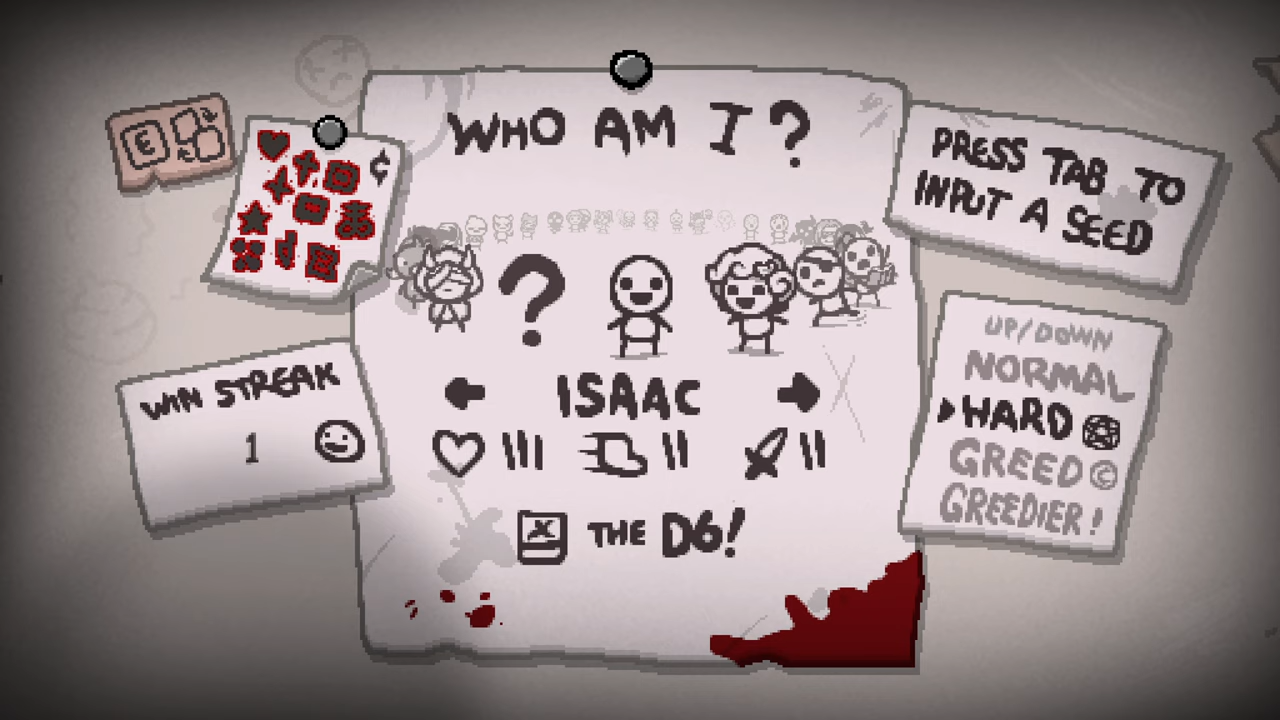 WHO AM I?
E
¢
PRESS TAB TO
INPUT A SEED
WIN STREAK
1
?
ISAAC
THE D6!
UP/DOWN
NORMAL
HARD
GREED ©
GREEDIER!